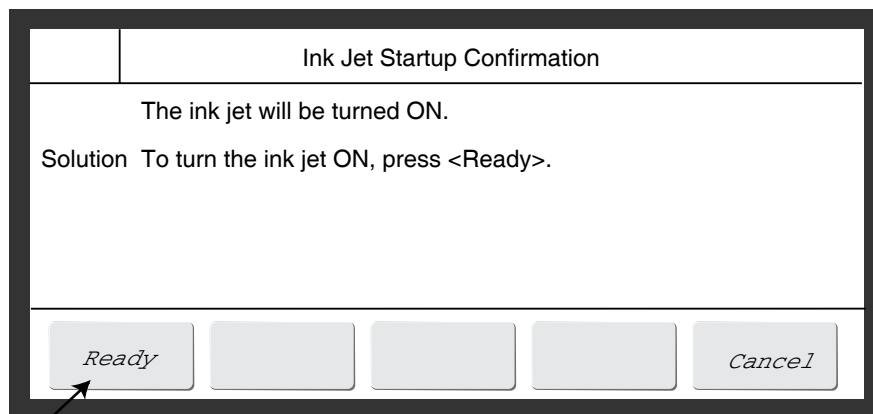 Ink Jet Startup Confirmation
The ink jet will be turned ON.
Solution To turn the ink jet ON, press <Ready>.
Ready Cancel